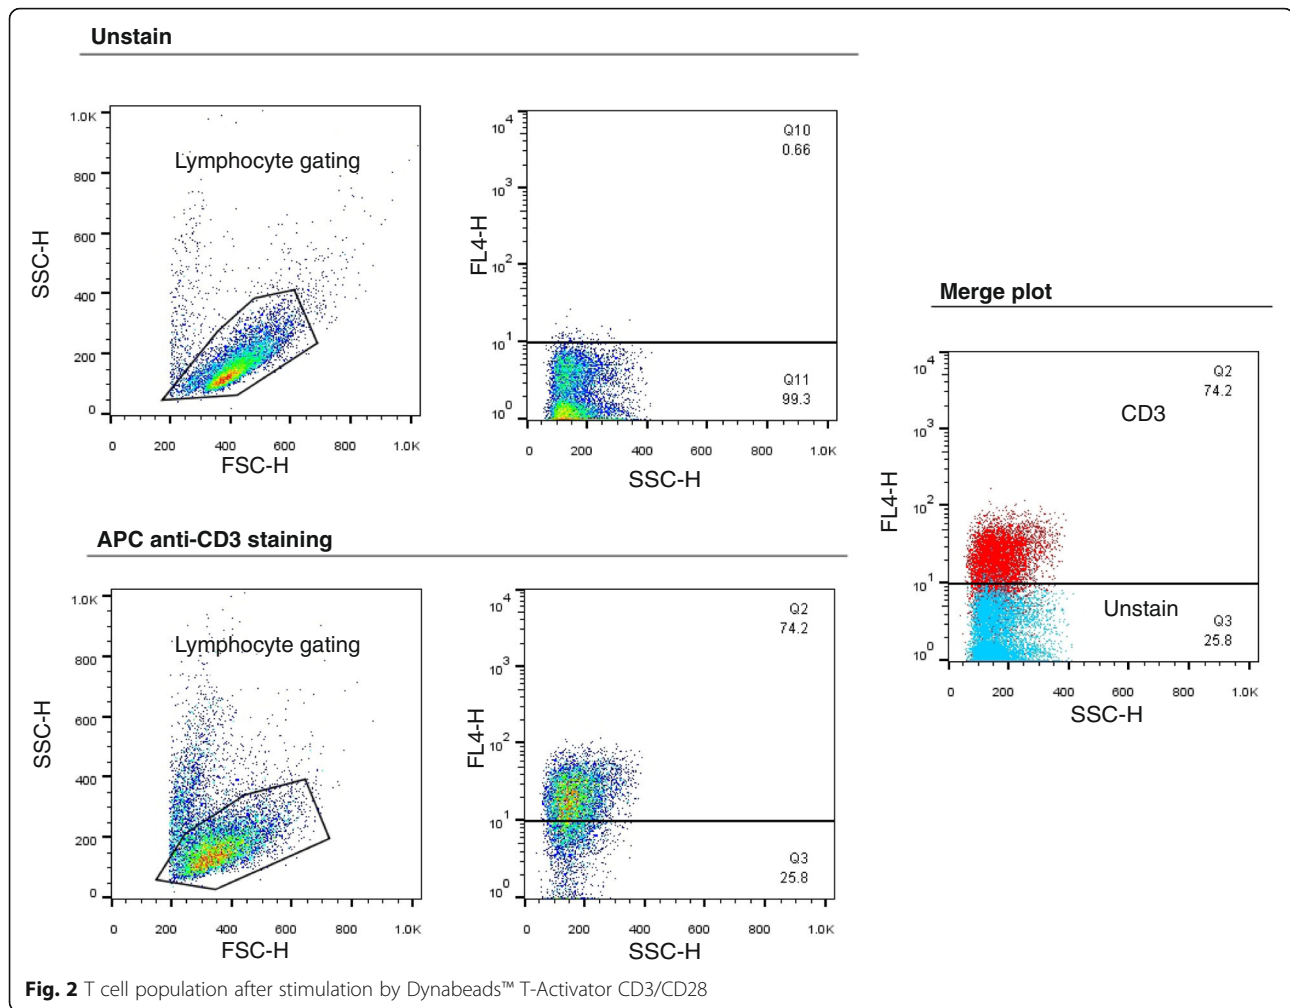 Unstain
1.0K
800
600
400
200
0
SSC-H
Lymphocyte gating
0 200 400 600 800 1.0K
FSC-H
10^4
10^3
10^2
10^1
10^0
FL4-H
Q10
0.66
Q11
99.3
0 200 400 600 800 1.0K
SSC-H
APC anti-CD3 staining
1.0K
800
600
400
200
0
SSC-H
Lymphocyte gating
0 200 400 600 800 1.0K
FSC-H
10^4
10^3
10^2
10^1
10^0
FL4-H
Q2
74.2
Q3
25.8
0 200 400 600 800 1.0K
SSC-H
Merge plot
10^4
10^3
10^2
10^1
10^0
FL4-H
Q2
74.2
CD3
Unstain
Q3
25.8
0 200 400 600 800 1.0K
SSC-H
Fig. 2 T cell population after stimulation by Dynabeads™ T-Activator CD3/CD28